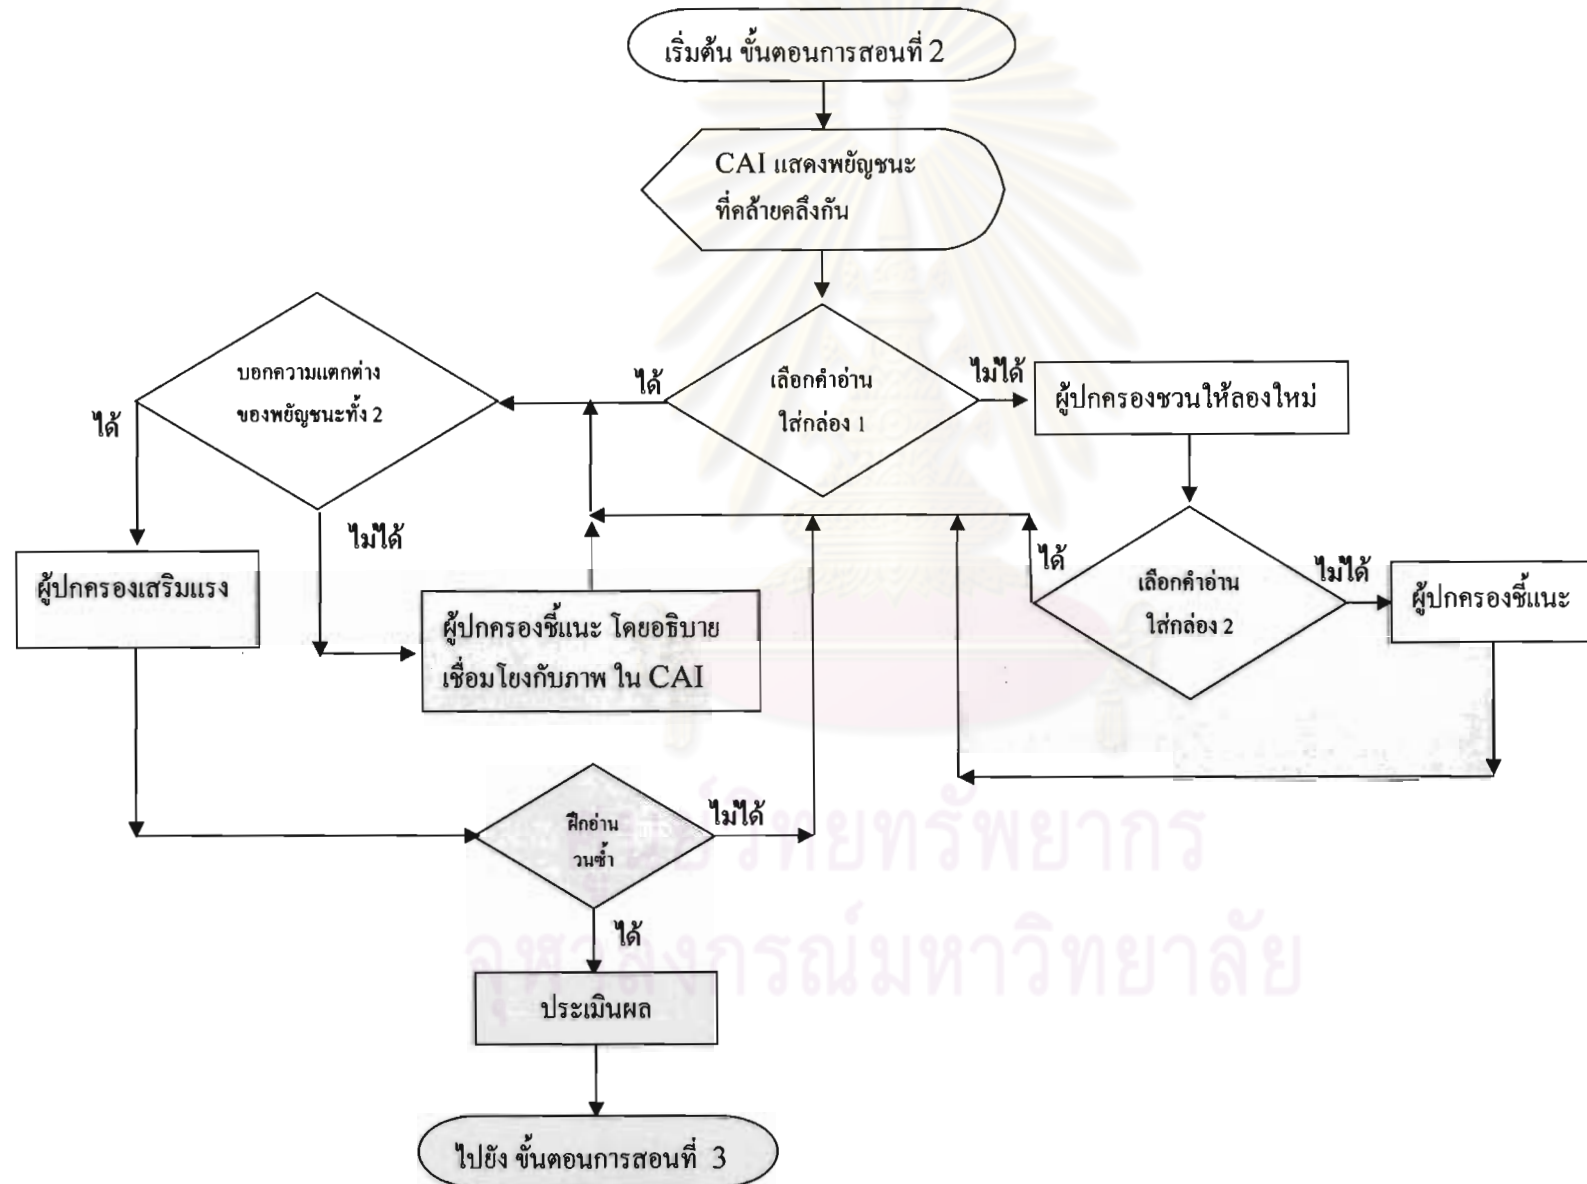 เริ่มต้น ขั้นตอนการสอนที่ 2
CAI แสดงพยัญชนะ
ที่คล้ายคลึงกัน
บอกความแตกต่าง
ของพยัญชนะทั้ง 2
ได้
ได้
เลือกคำอ่าน
ใส่กล่อง 1
ไม่ได้
ผู้ปกครองชวนให้ลองใหม่
ไม่ได้
ได้
เลือกคำอ่าน
ใส่กล่อง 2
ไม่ได้
ผู้ปกครองชี้แนะ
ผู้ปกครองเสริมแรง
ผู้ปกครองชี้แนะ โดยอธิบาย
เชื่อมโยงกับภาพ ใน CAI
ฝึกอ่าน
วนซ้ำ
ไม่ได้
ได้
ศูนย์วิทยทรัพยากร
จุฬาลงกรณ์มหาวิทยาลัย
ประเมินผล
ไปยัง ขั้นตอนการสอนที่ 3